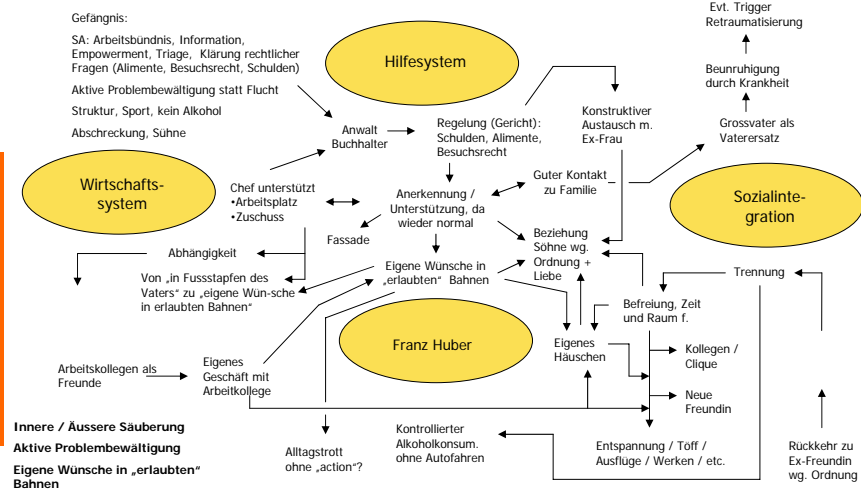 Gefängnis:
SA: Arbeitsbündnis, Information,
Empowerment, Triage, Klärung rechtlicher
Fragen (Alimente, Besuchsrecht, Schulden)
Aktive Problembewältigung statt Flucht
Struktur, Sport, kein Alkohol
Abschreckung, Sühne
Hilfesystem
Evt. Trigger
Retraumatisierung
Beunruhigung
durch Krankheit
Grossvater als
Vaterersatz
Konstruktiver
Austausch m.
Ex-Frau
Anwalt
Buchhalter
Regelung (Gericht):
Schulden, Alimente,
Besuchsrecht
Wirtschafts-
system
Chef unterstützt
•Arbeitsplatz
•Zuschuss
Anerkennung /
Unterstützung, da
wieder normal
Guter Kontakt
zu Familie
Sozialinte-
gration
Fassade
Abhängigkeit
Beziehung
Söhne wg.
Ordnung +
Liebe
Von „in Fussstapfen des
Vaters“ zu „eigene Wün-sche
in erlaubten Bahnen“
Eigene Wünsche in
„erlaubten“ Bahnen
Trennung
Befreiung, Zeit
und Raum f.
Franz Huber
Eigenes
Häuschen
Kollegen /
Clique
Arbeitskollegen als
Freunde
Eigenes
Geschäft mit
Arbeitkollege
Neue
Freundin
Innere / Äussere Säuberung
Aktive Problembewältigung
Eigene Wünsche in „erlaubten“
Bahnen
Alltagstrott
ohne „action“?
Kontrollierter
Alkoholkonsum.
ohne Autofahren
Entspannung / Töff /
Ausflüge / Werken / etc.
Rückkehr zu
Ex-Freundin
wg. Ordnung